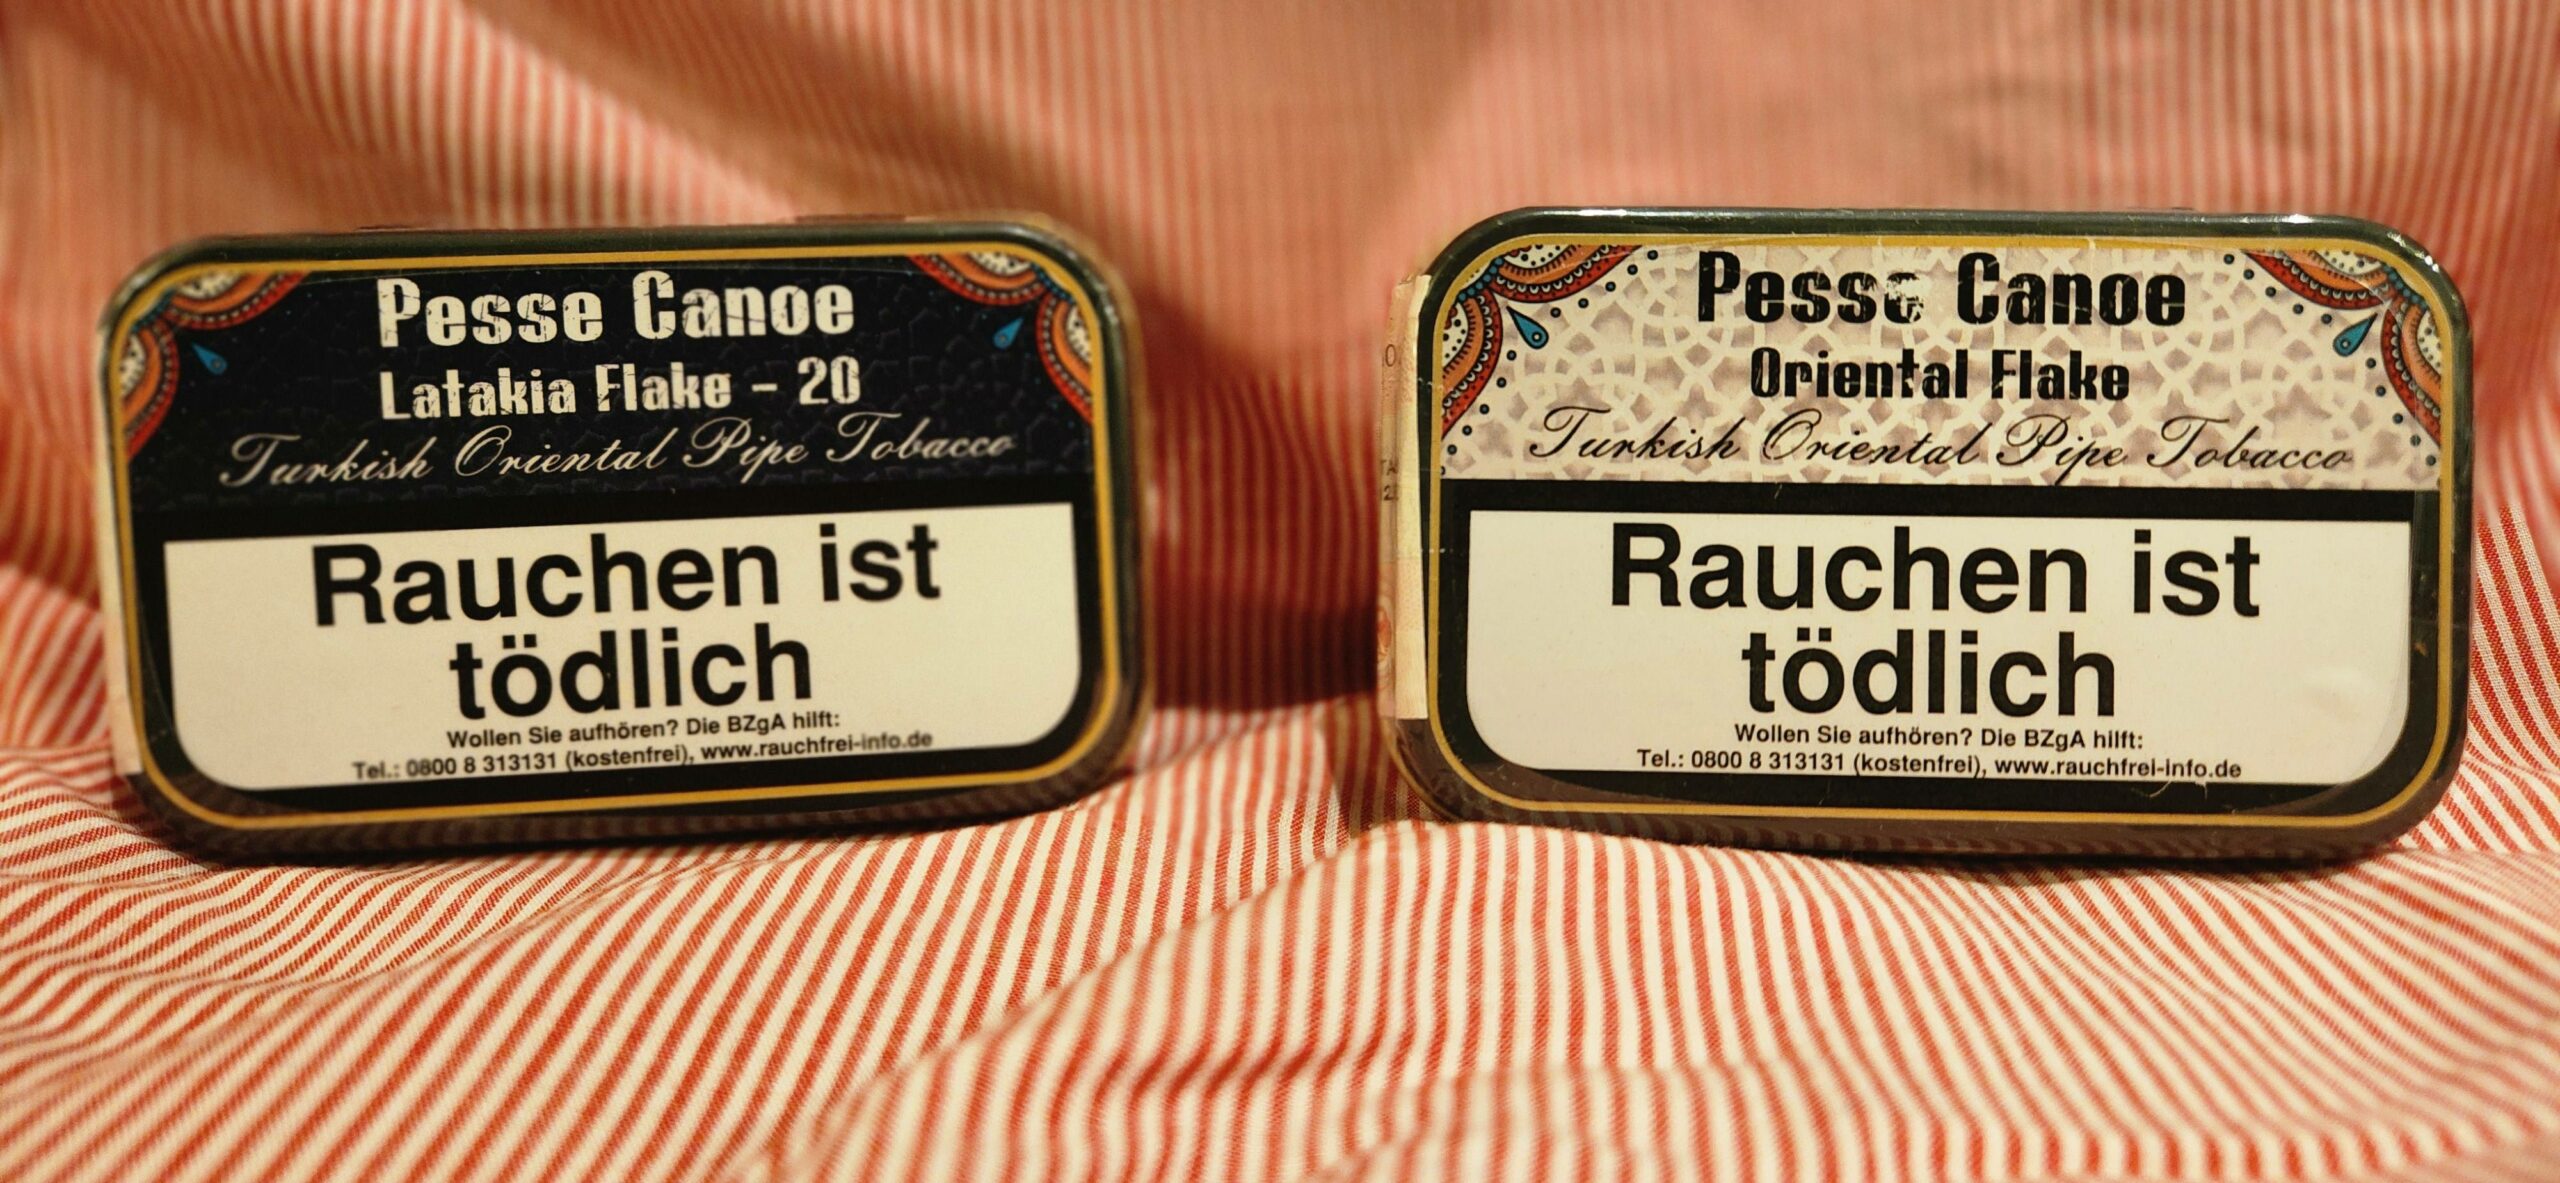 Pesse Canoe
Latakia Flake – 20
Turkish Oriental Pipe Tobacco
Rauchen ist
tödlich
Wollen Sie aufhören? Die BZgA hilft:
Tel.: 0800 8 313131 (kostenfrei), www.rauchfrei-info.de
Pesse Canoe
Oriental Flake
Turkish Oriental Pipe Tobacco
Rauchen ist
tödlich
Wollen Sie aufhören? Die BZgA hilft:
Tel.: 0800 8 313131 (kostenfrei), www.rauchfrei-info.de